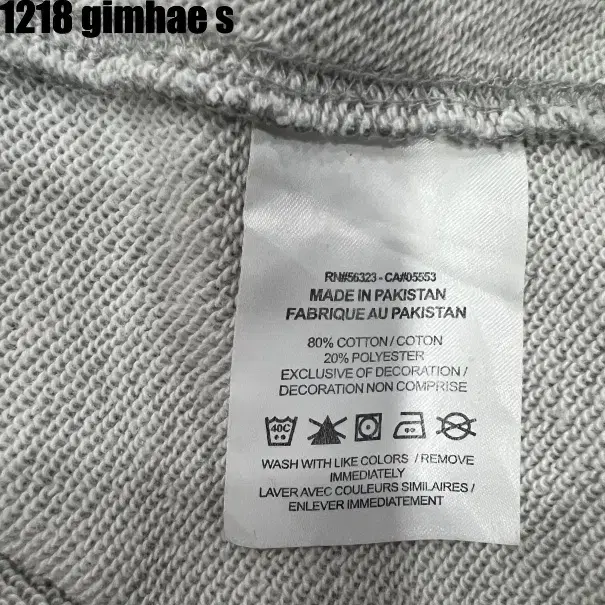 1218 gimhae s
RN#56323 - CA#05553
MADE IN PAKISTAN
FABRIQUE AU PAKISTAN
80% COTTON / COTON
20% POLYESTER
EXCLUSIVE OF DECORATION /
DECORATION NON COMPRISE
40C
WASH WITH LIKE COLORS / REMOVE
IMMEDIATELY
LAVER AVEC COULEURS SIMILAIRES /
ENLEVER IMMEDIATEMENT